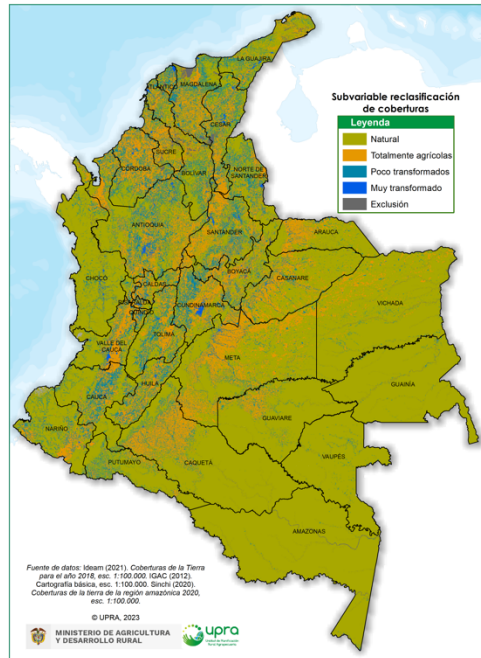 Subvariable reclasificación
de coberturas
Leyenda
Natural
Totalmente agrícolas
Poco transformados
Muy transformado
Exclusión
LA GUAJIRA
ATLÁNTICO
MAGDALENA
CESAR
SUCRE
CÓRDOBA
BOLÍVAR
NORTE DE
SANTANDER
ANTIOQUIA
SANTANDER
ARAUCA
CHOCÓ
BOYACÁ
CASANARE
CALDAS
VICHADA
RISARALDA
QUINDÍO
CUNDINAMARCA
TOLIMA
VALLE DEL
CAUCA
META
GUAINÍA
HUILA
CAUCA
GUAVIARE
NARIÑO
VAUPÉS
PUTUMAYO
CAQUETÁ
AMAZONAS
Fuente de datos: Ideam (2021). Coberturas de la Tierra
para el año 2018, esc. 1:100.000. IGAC (2012).
Cartografía básica, esc. 1:100.000. Sinchi (2020).
Coberturas de la tierra de la región amazónica 2020,
esc. 1:100.000.
© UPRA, 2023
MINISTERIO DE AGRICULTURA
Y DESARROLLO RURAL
upra